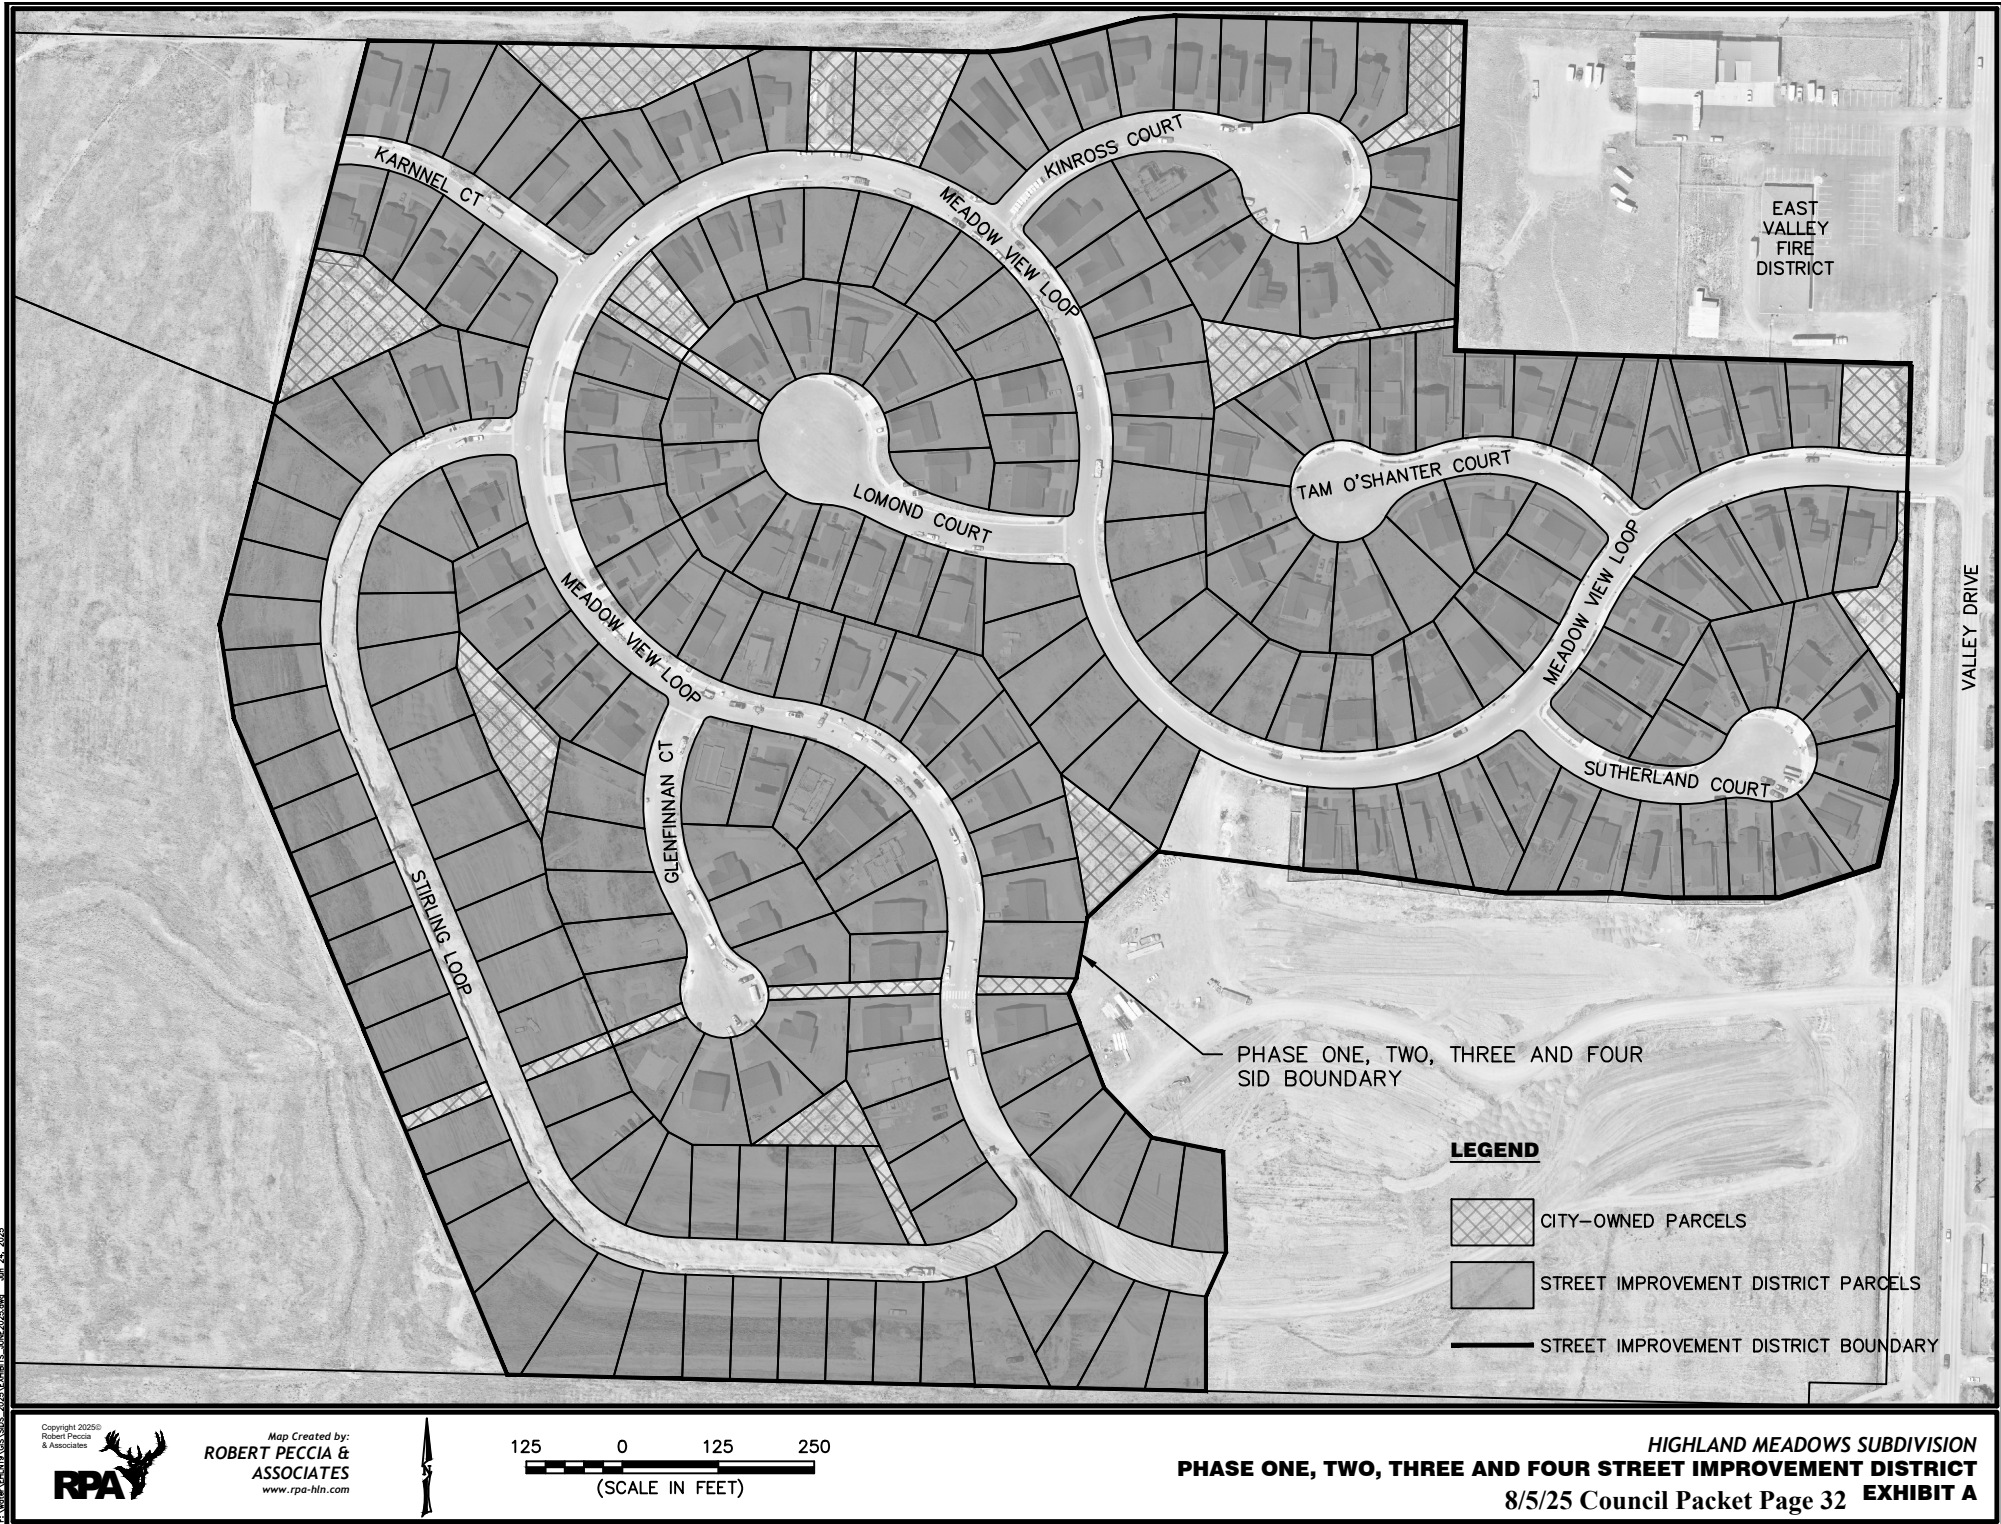 KARNNEL CT
KINROSS COURT
MEADOW VIEW LOOP
EAST
VALLEY
FIRE
DISTRICT
LOMOND COURT
TAM O'SHANTER COURT
MEADOW VIEW LOOP
MEADOW VIEW LOOP
VALLEY DRIVE
GLENFINNAN CT
SUTHERLAND COURT
STIRLING LOOP
PHASE ONE, TWO, THREE AND FOUR
SID BOUNDARY
LEGEND
CITY-OWNED PARCELS
STREET IMPROVEMENT DISTRICT PARCELS
STREET IMPROVEMENT DISTRICT BOUNDARY
Copyright 2025©
Robert Peccia
& Associates
RPA
Map Created by:
ROBERT PECCIA &
ASSOCIATES
www.rpa-hln.com
N
125 0 125 250
(SCALE IN FEET)
HIGHLAND MEADOWS SUBDIVISION
PHASE ONE, TWO, THREE AND FOUR STREET IMPROVEMENT DISTRICT
EXHIBIT A
8/5/25 Council Packet Page 32